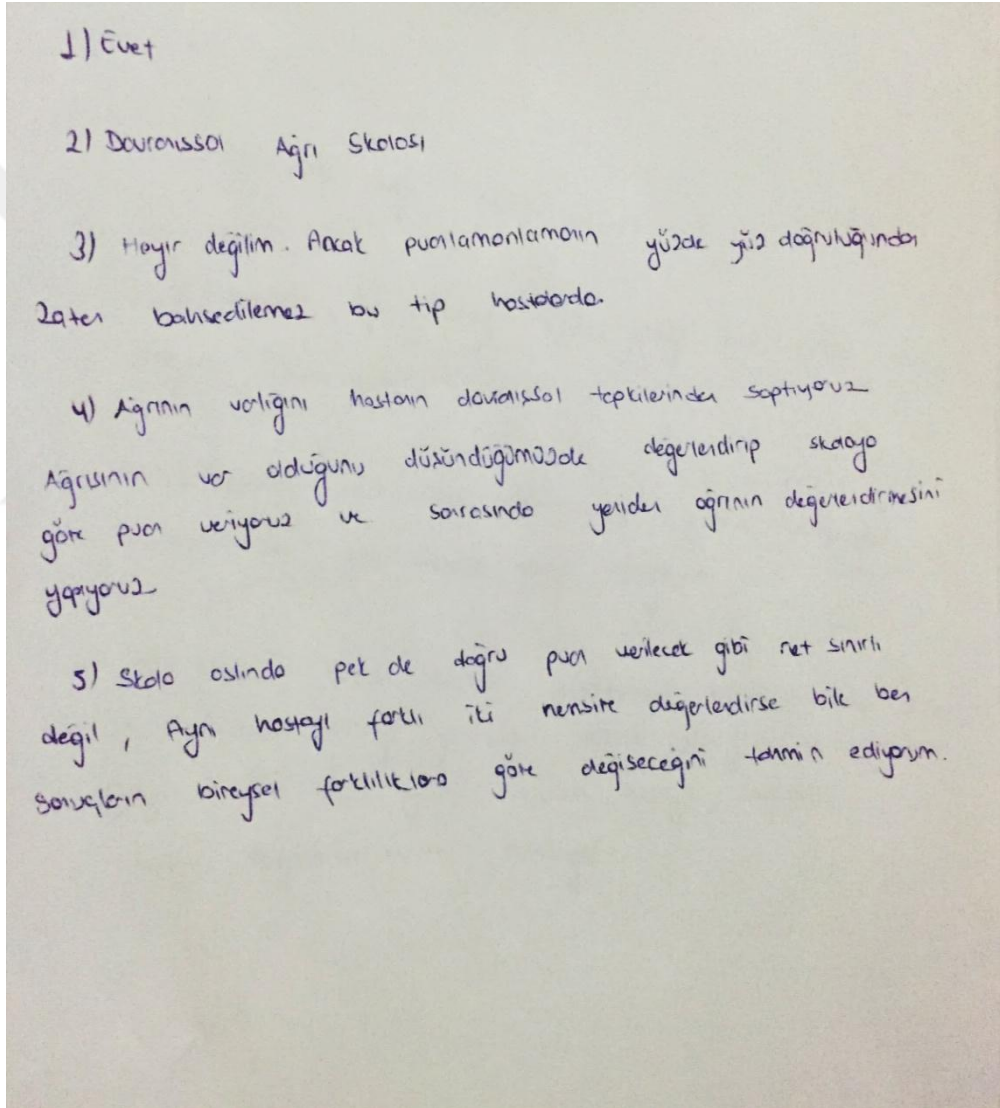 1) Evet
2) Davranıssal Ağrı Skalası
3) Hayır değilim. Ancak puanlamanlamanın yüzde yüz doğruluğundan
zaten bahsedilemez bu tip hastalarda.
4) Ağrının varlığını hastanın davranışsal tepkilerinden saptıyoruz
Ağrısının var olduğunu düşündüğümüzde değerlendirip skalaya
göre puan veriyoruz ve sonrasında yeniden ağrının değerlendirmesini
yapıyoruz
5) Skala aslında pek de doğru puan verilecek gibi net sınırlı
değil, Aynı hastayı farklı iki hemşire değerlendirse bile ben
sonuçların bireysel farklılıklara göre değiseceğini tahmin ediyorum.